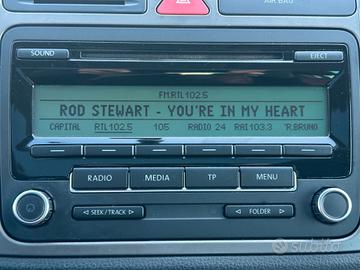 AIR BAG
SOUND
EJECT
FM:RTL102.5
ROD STEWART - YOU'RE IN MY HEART
CAPITAL RTL102.5 105 RADIO 24 RAI103.3 "R.BRUNO
RADIO MEDIA TP MENU
SEEK / TRACK FOLDER
subito